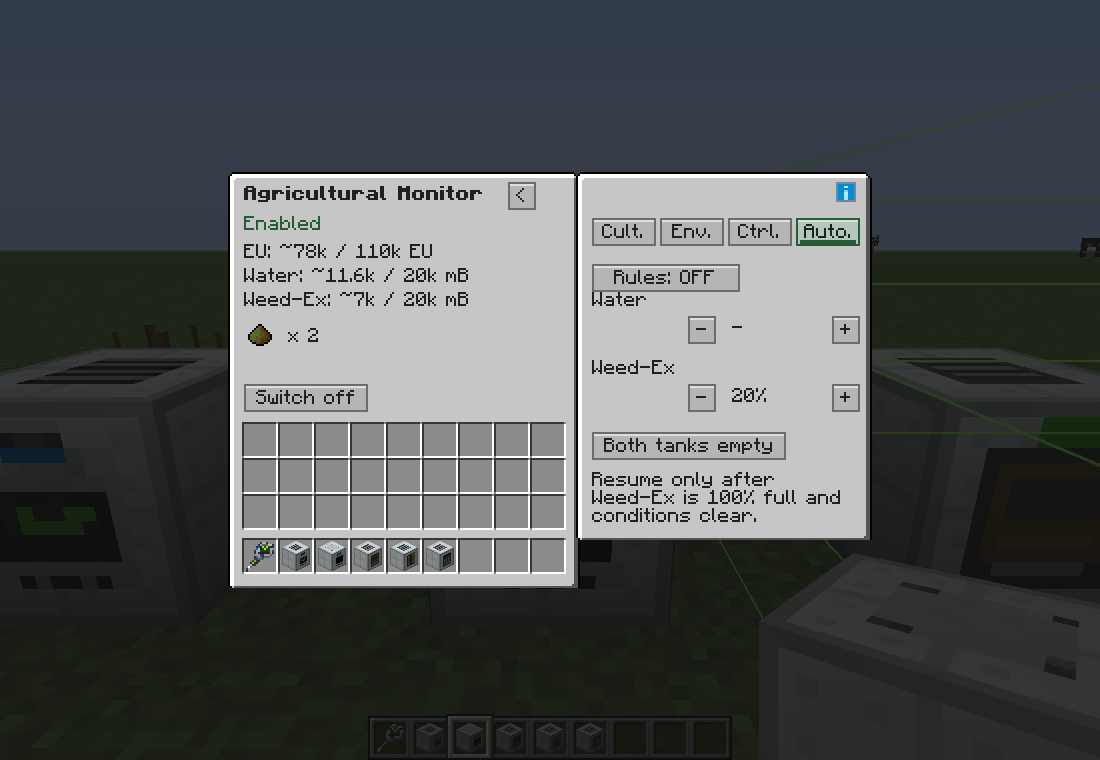 Agricultural Monitor
<
Enabled
EU: ~78k / 110k EU
Water: ~11.6k / 20k mB
Weed-Ex: ~7k / 20k mB
x 2
Switch off
i
Cult. Env. Ctrl. Auto.
Rules: OFF
Water
- - +
Weed-Ex
- 20% +
Both tanks empty
Resume only after
Weed-Ex is 100% full and
conditions clear.